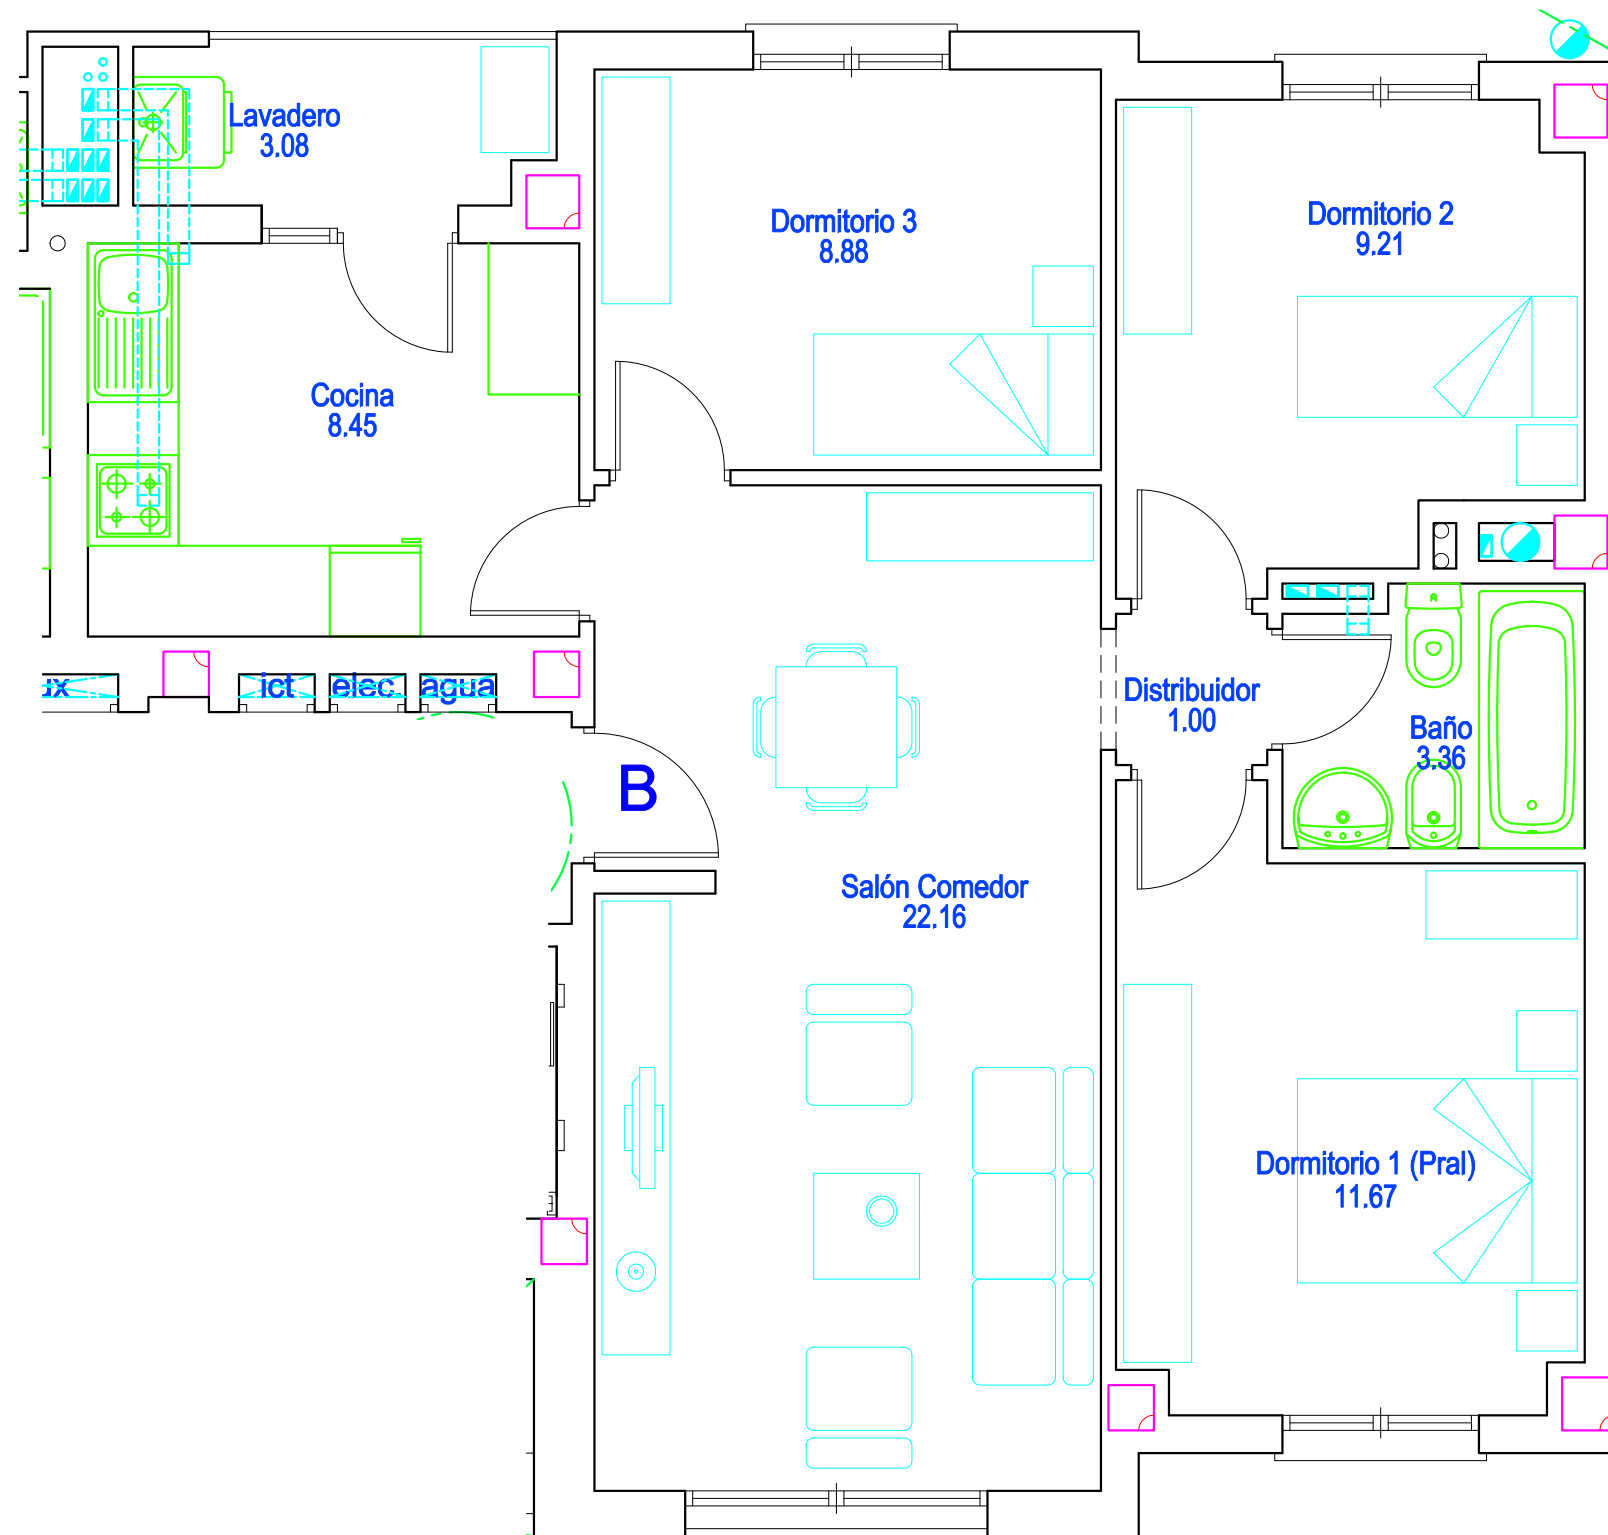 Lavadero
3.08
Dormitorio 3
8.88
Dormitorio 2
9.21
Cocina
8.45
ux
ict
elec.
agua
Distribuidor
1.00
Baño
3.36
B
Salón Comedor
22.16
Dormitorio 1 (Pral)
11.67